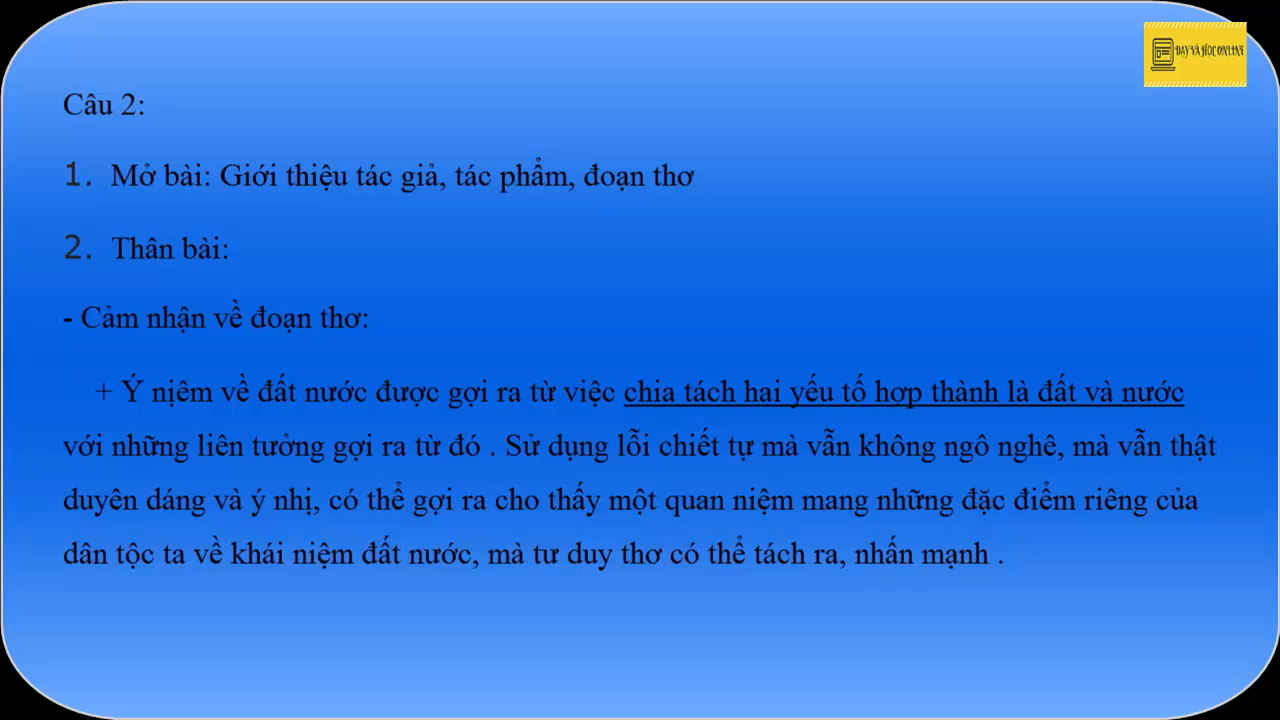 DẠY VÀ HỌC ONLINE
Câu 2:
1. Mở bài: Giới thiệu tác giả, tác phẩm, đoạn thơ
2. Thân bài:
- Cảm nhận về đoạn thơ:
+ Ý nịêm về đất nước được gợi ra từ việc chia tách hai yếu tố hợp thành là đất và nước
với những liên tưởng gợi ra từ đó . Sử dụng lỗi chiết tự mà vẫn không ngô nghê, mà vẫn thật
duyên dáng và ý nhị, có thể gợi ra cho thấy một quan niệm mang những đặc điểm riêng của
dân tộc ta về khái niệm đất nước, mà tư duy thơ có thể tách ra, nhấn mạnh .